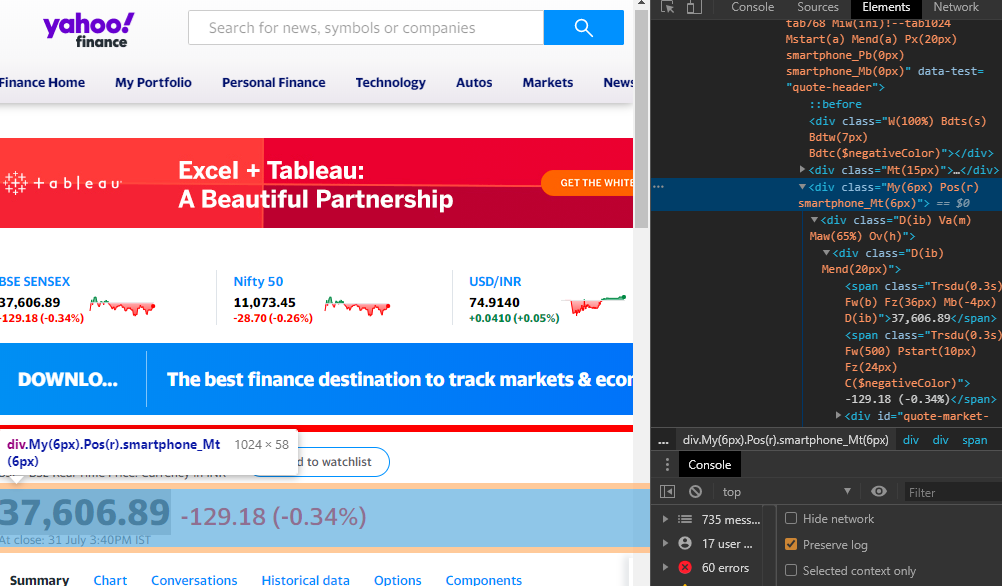 yahoo!
finance
Search for news, symbols or companies
Finance Home My Portfolio Personal Finance Technology Autos Markets News
+ a b l e a u
Excel + Tableau:
A Beautiful Partnership
GET THE WHITE
BSE SENSEX
37,606.89
-129.18 (-0.34%)
Nifty 50
11,073.45
-28.70 (-0.26%)
USD/INR
74.9140
+0.0410 (+0.05%)
DOWNLO... The best finance destination to track markets & econ
div.My(6px).Pos(r).smartphone_Mt
(6px)
1024 × 58
d to watchlist
BSE Real Time Price. Currency in INR
37,606.89 -129.18 (-0.34%)
At close: 31 July 3:40PM IST
Summary Chart Conversations Historical data Options Components
Console Sources Elements Network
tab768 Miw(ini)!--tab1024
Mstart(a) Mend(a) Px(20px)
smartphone_Pb(0px)
smartphone_Mb(0px)" data-test=
"quote-header">
::before
<div class="W(100%) Bdts(s)
Bdtw(7px)
Bdtc($negativeColor)"></div>
<div class="Mt(15px)">…</div>
... <div class="My(6px) Pos(r)
smartphone_Mt(6px)"> == $0
<div class="D(ib) Va(m)
Maw(65%) Ov(h)">
<div class="D(ib)
Mend(20px)">
<span class="Trsdu(0.3s)
Fw(b) Fz(36px) Mb(-4px)
D(ib)">37,606.89</span>
<span class="Trsdu(0.3s)
Fw(500) Pstart(10px)
Fz(24px)
C($negativeColor)">
-129.18 (-0.34%)</span>
<div id="quote-market-
... div.My(6px).Pos(r).smartphone_Mt(6px) div div span
Console
top Filter
735 mess...
17 user ...
60 errors
Hide network
Preserve log
Selected context only